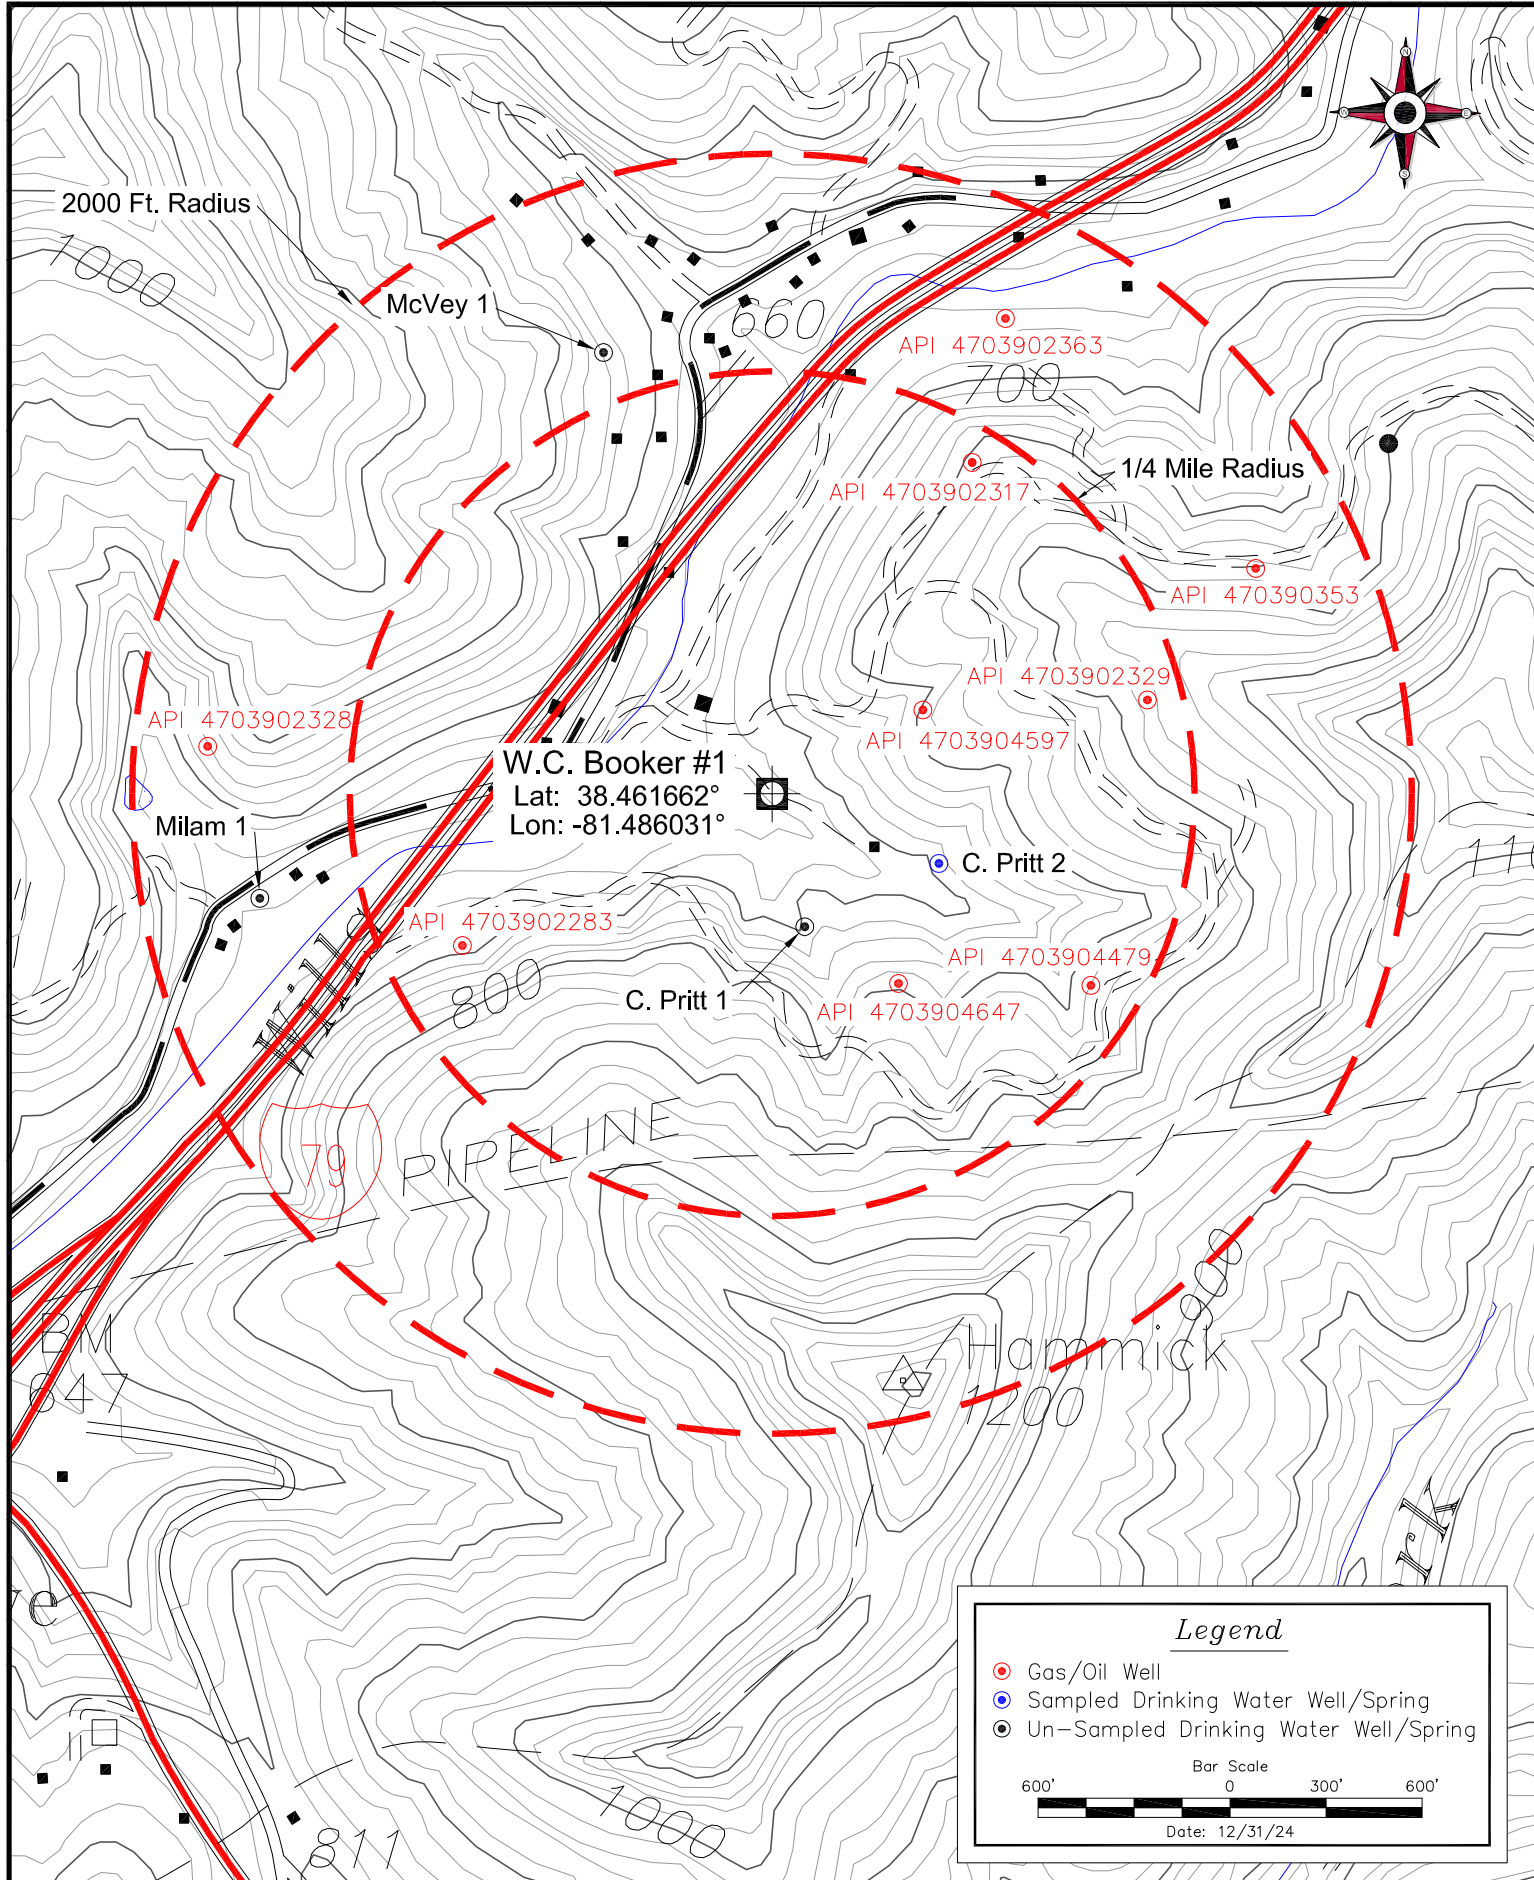 N
W
E
S
2000 Ft. Radius
1000
McVey 1
660
API 4703902363
700
1/4 Mile Radius
API 4703902317
API 470390353
API 4703902329
API 4703902328
API 4703904597
W.C. Booker #1
Lat: 38.461662°
Lon: -81.486031°
Milam 1
C. Pritt 2
110
API 4703902283
API 4703904479
800
C. Pritt 1
API 4703904647
79
PIPELINE
900
BM
647
Hammick
1200
Legend
Gas/Oil Well
Sampled Drinking Water Well/Spring
Un-Sampled Drinking Water Well/Spring
Bar Scale
600' 0 300' 600'
Date: 12/31/24
1000
811